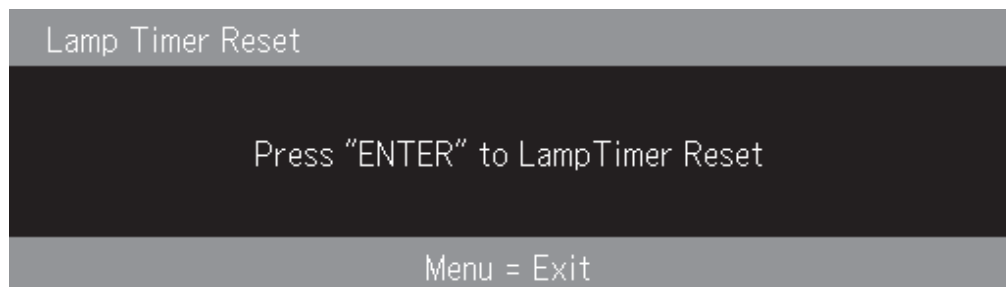 Lamp Timer Reset
Press "ENTER" to LampTimer Reset
Menu = Exit